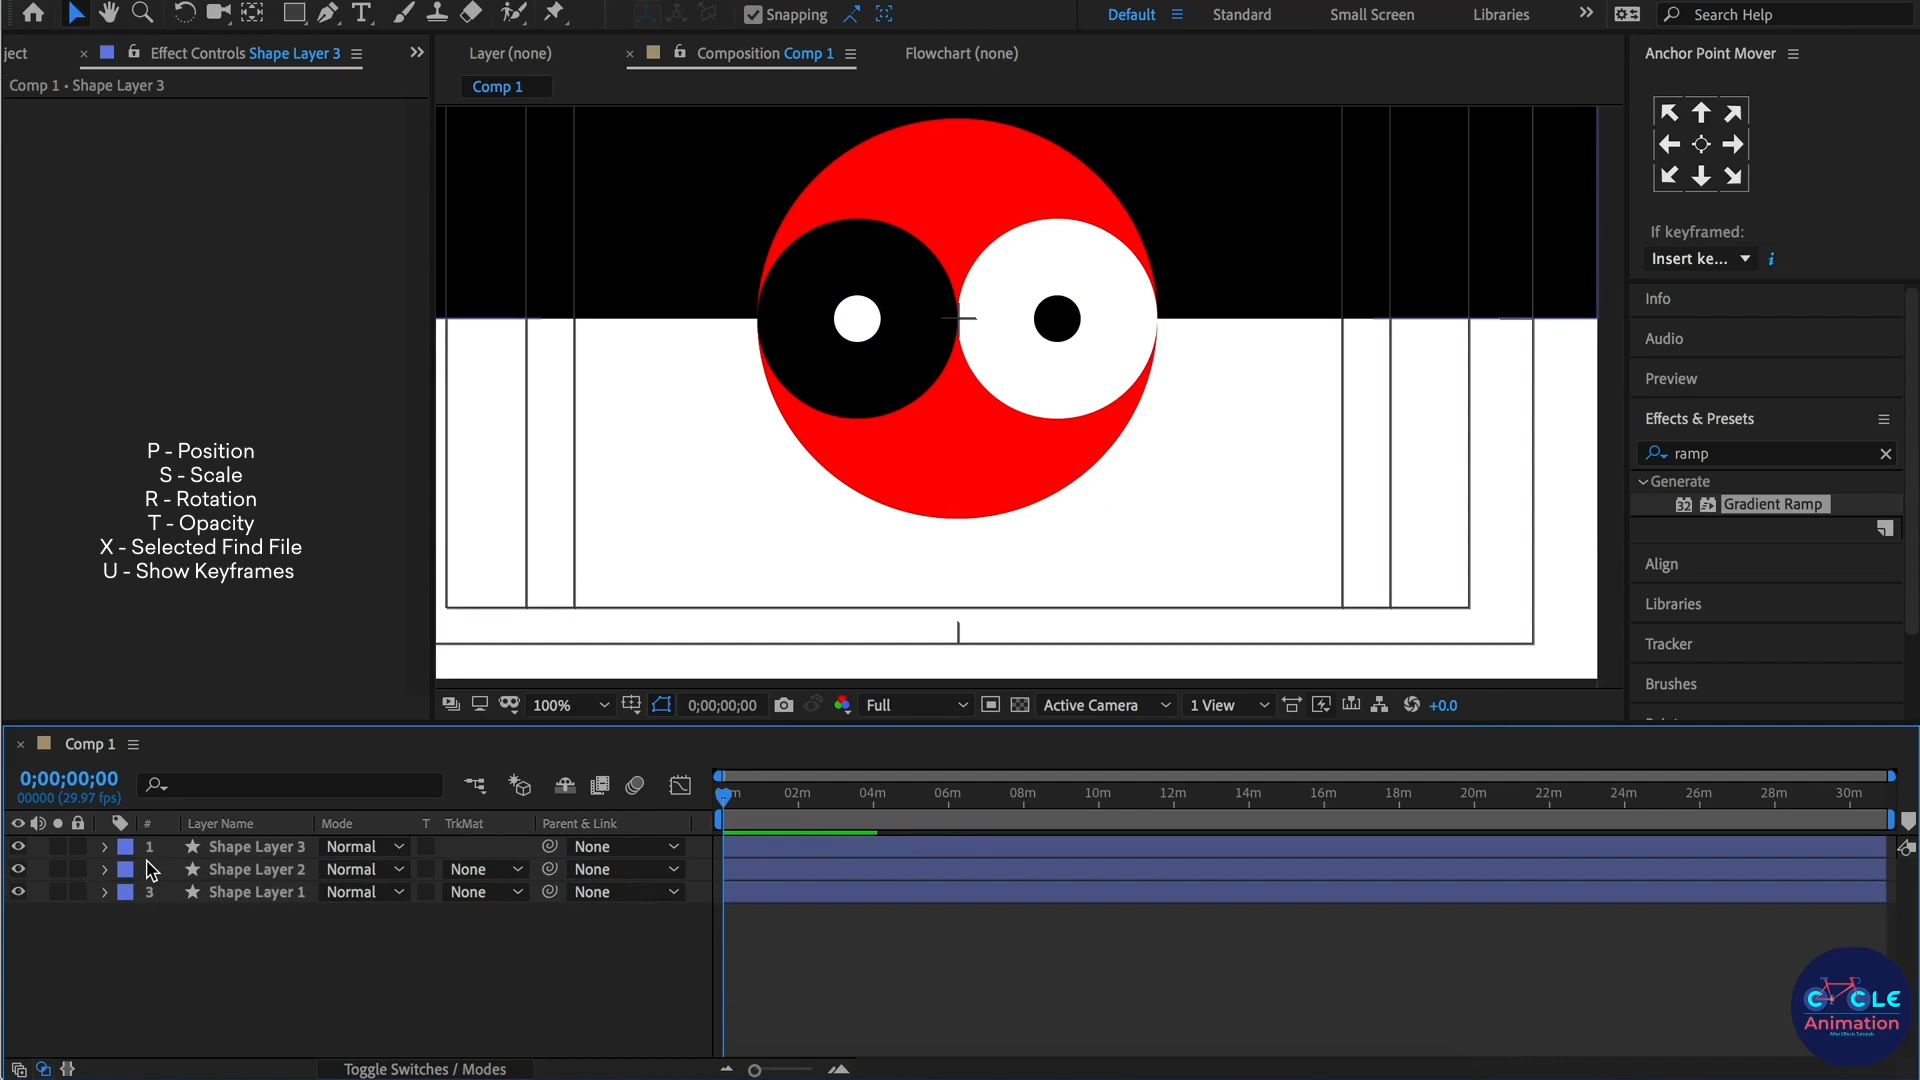 Snapping
Default
Standard
Small Screen
Libraries
Search Help
ject
Effect Controls Shape Layer 3
Layer (none)
Composition Comp 1
Flowchart (none)
Anchor Point Mover
Comp 1 • Shape Layer 3
Comp 1
If keyframed:
Insert ke...
i
Info
Audio
Preview
Effects & Presets
ramp
Generate
32
Gradient Ramp
Align
Libraries
Tracker
Brushes
P - Position
S - Scale
R - Rotation
T - Opacity
X - Selected Find File
U - Show Keyframes
100%
0;00;00;00
Full
Active Camera
1 View
+0.0
Comp 1
0;00;00;00
00000 (29.97 fps)
02m 04m 06m 08m 10m 12m 14m 16m 18m 20m 22m 24m 26m 28m 30m
# Layer Name Mode T TrkMat Parent & Link
1 Shape Layer 3 Normal None
Shape Layer 2 Normal None None
3 Shape Layer 1 Normal None None
Toggle Switches / Modes
CYCLE
Animation
After Effects Tutorials